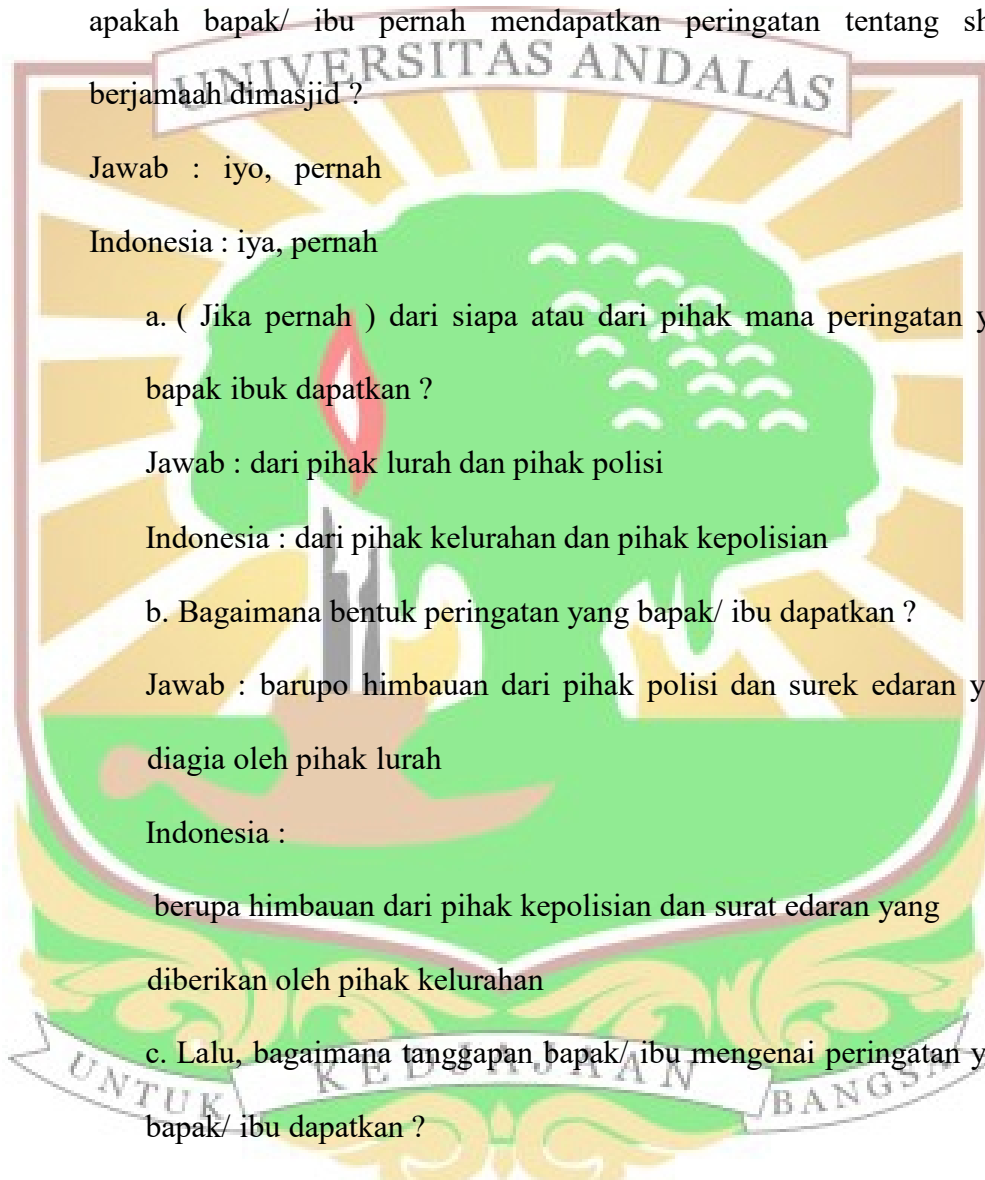 apakah bapak/ ibu pernah mendapatkan peringatan tentang
UNIVERSITAS ANDALAS
berjamaah dimasjid ?
Jawab : iyo, pernah
Indonesia : iya, pernah
a. ( Jika pernah ) dari siapa atau dari pihak mana peringatan
bapak ibuk dapatkan ?
Jawab : dari pihak lurah dan pihak polisi
Indonesia : dari pihak kelurahan dan pihak kepolisian
b. Bagaimana bentuk peringatan yang bapak/ ibu dapatkan ?
Jawab : barupo himbauan dari pihak polisi dan surek edaran
diagia oleh pihak lurah
Indonesia :
berupa himbauan dari pihak kepolisian dan surat edaran yang
diberikan oleh pihak kelurahan
c. Lalu, bagaimana tanggapan bapak/ ibu mengenai peringatan
UNTUK KEDJAJAAN BANGSA
bapak/ ibu dapatkan ?